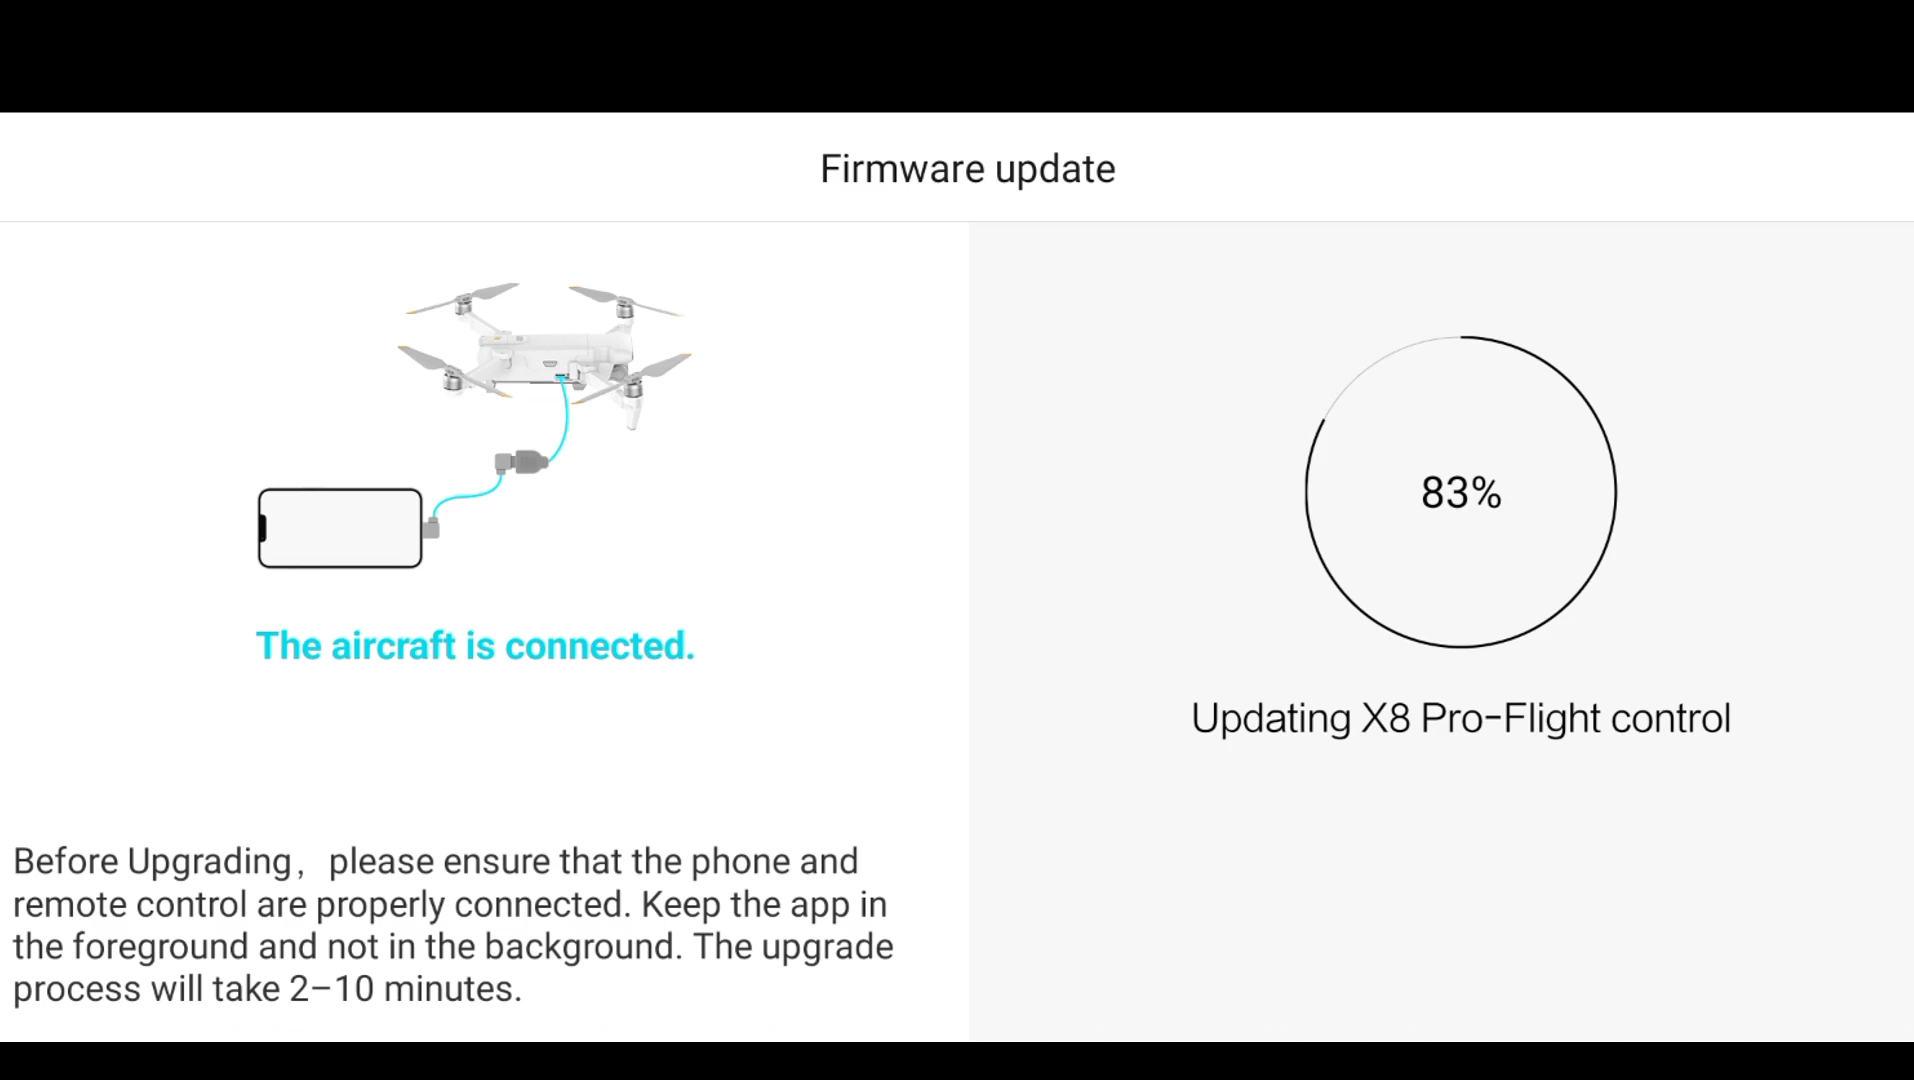 Firmware update
The aircraft is connected.
83%
Updating X8 Pro-Flight control
Before Upgrading， please ensure that the phone and
remote control are properly connected. Keep the app in
the foreground and not in the background. The upgrade
process will take 2–10 minutes.